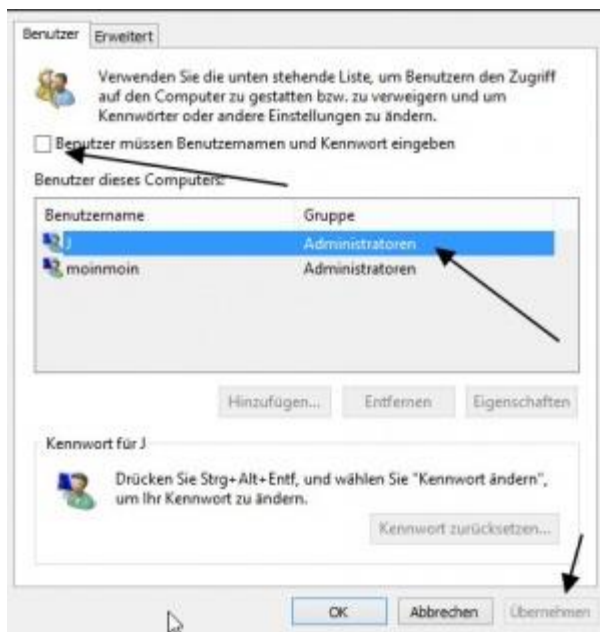 Benutzer Erweitert
Verwenden Sie die unten stehende Liste, um Benutzern den Zugriff
auf den Computer zu gestatten bzw. zu verweigern und um
Kennwörter oder andere Einstellungen zu ändern.
Benutzer müssen Benutzernamen und Kennwort eingeben
Benutzer dieses Computers:
Benutzername Gruppe
J Administratoren
moinmoin Administratoren
Hinzufügen... Entfernen Eigenschaften
Kennwort für J
Drücken Sie Strg+Alt+Entf, und wählen Sie "Kennwort ändern",
um Ihr Kennwort zu ändern.
Kennwort zurücksetzen...
OK Abbrechen Übernehmen